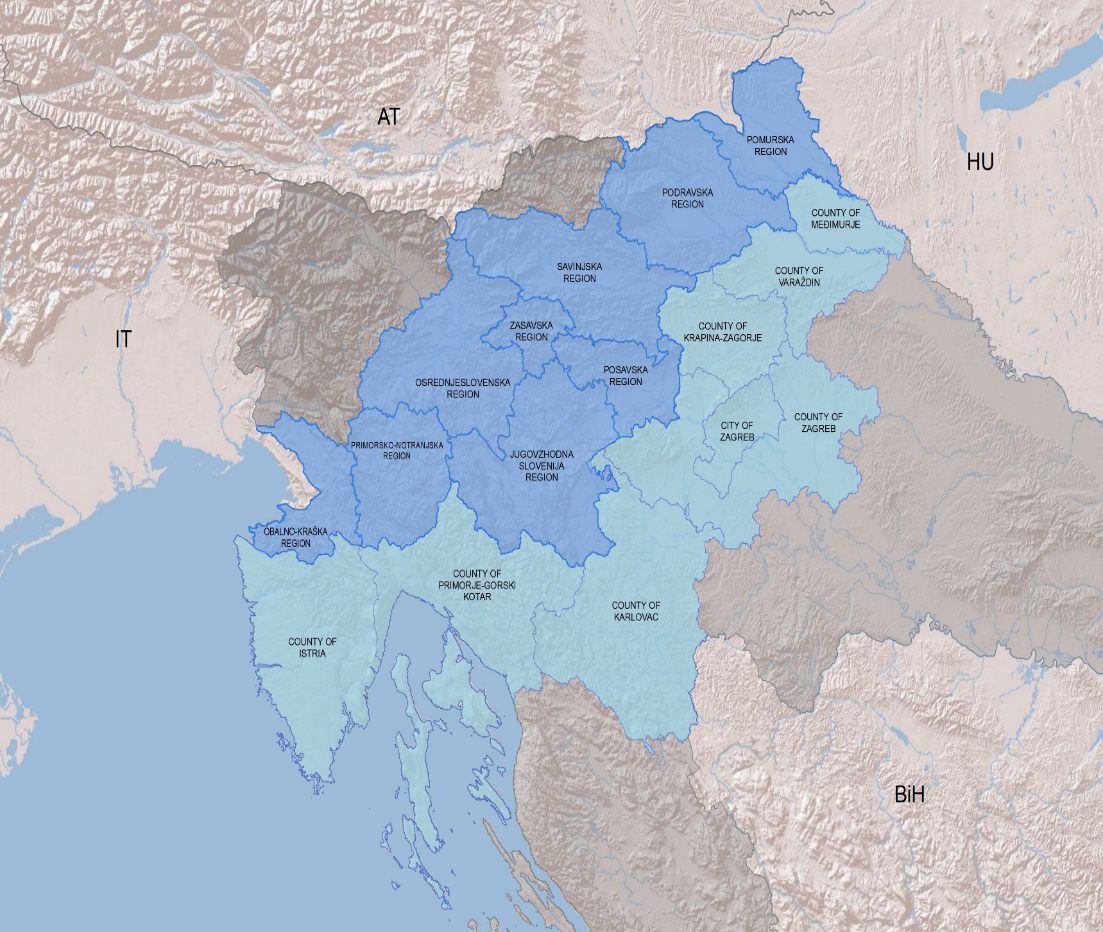 AT
HU
IT
BiH
POMURSKA
REGION
PODRAVSKA
REGION
COUNTY OF
MEĐIMURJE
SAVINJSKA
REGION
COUNTY OF
VARAŽDIN
ZASAVSKA
REGION
COUNTY OF
KRAPINA-ZAGORJE
POSAVSKA
REGION
OSREDNJESLOVENSKA
REGION
CITY OF
ZAGREB
COUNTY OF
ZAGREB
PRIMORSKO-NOTRANJSKA
REGION
JUGOVZHODNA
SLOVENIJA
REGION
OBALNO-KRAŠKA
REGION
COUNTY OF
PRIMORJE-GORSKI
KOTAR
COUNTY OF
KARLOVAC
COUNTY OF
ISTRIA